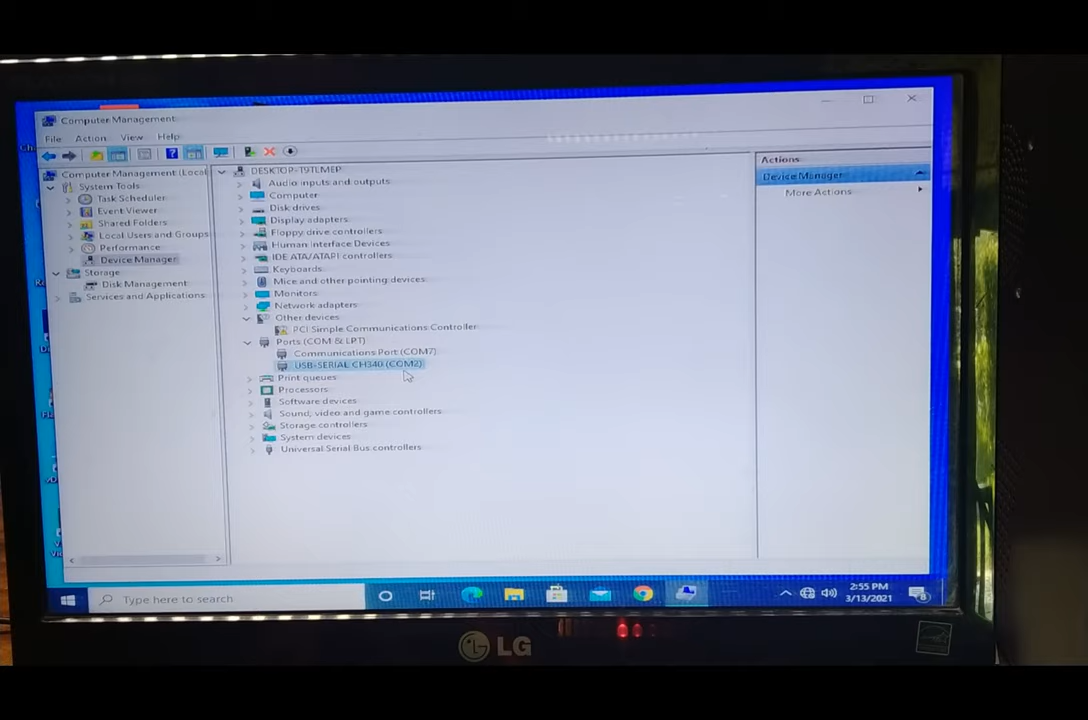 Computer Management
File Action View Help
Computer Management (Local
System Tools
Task Scheduler
Event Viewer
Shared Folders
Local Users and Groups
Performance
Device Manager
Storage
Disk Management
Services and Applications
DESKTOP-T9TLMEP
Audio inputs and outputs
Computer
Disk drives
Display adapters
Floppy drive controllers
Human Interface Devices
IDE ATA/ATAPI controllers
Keyboards
Mice and other pointing devices
Monitors
Network adapters
Other devices
PCI Simple Communications Controller
Ports (COM & LPT)
Communications Port (COM7)
USB-SERIAL CH340 (COM2)
Print queues
Processors
Software devices
Sound, video and game controllers
Storage controllers
System devices
Universal Serial Bus controllers
Actions
Device Manager
More Actions
Type here to search
2:55 PM
3/13/2021
LG